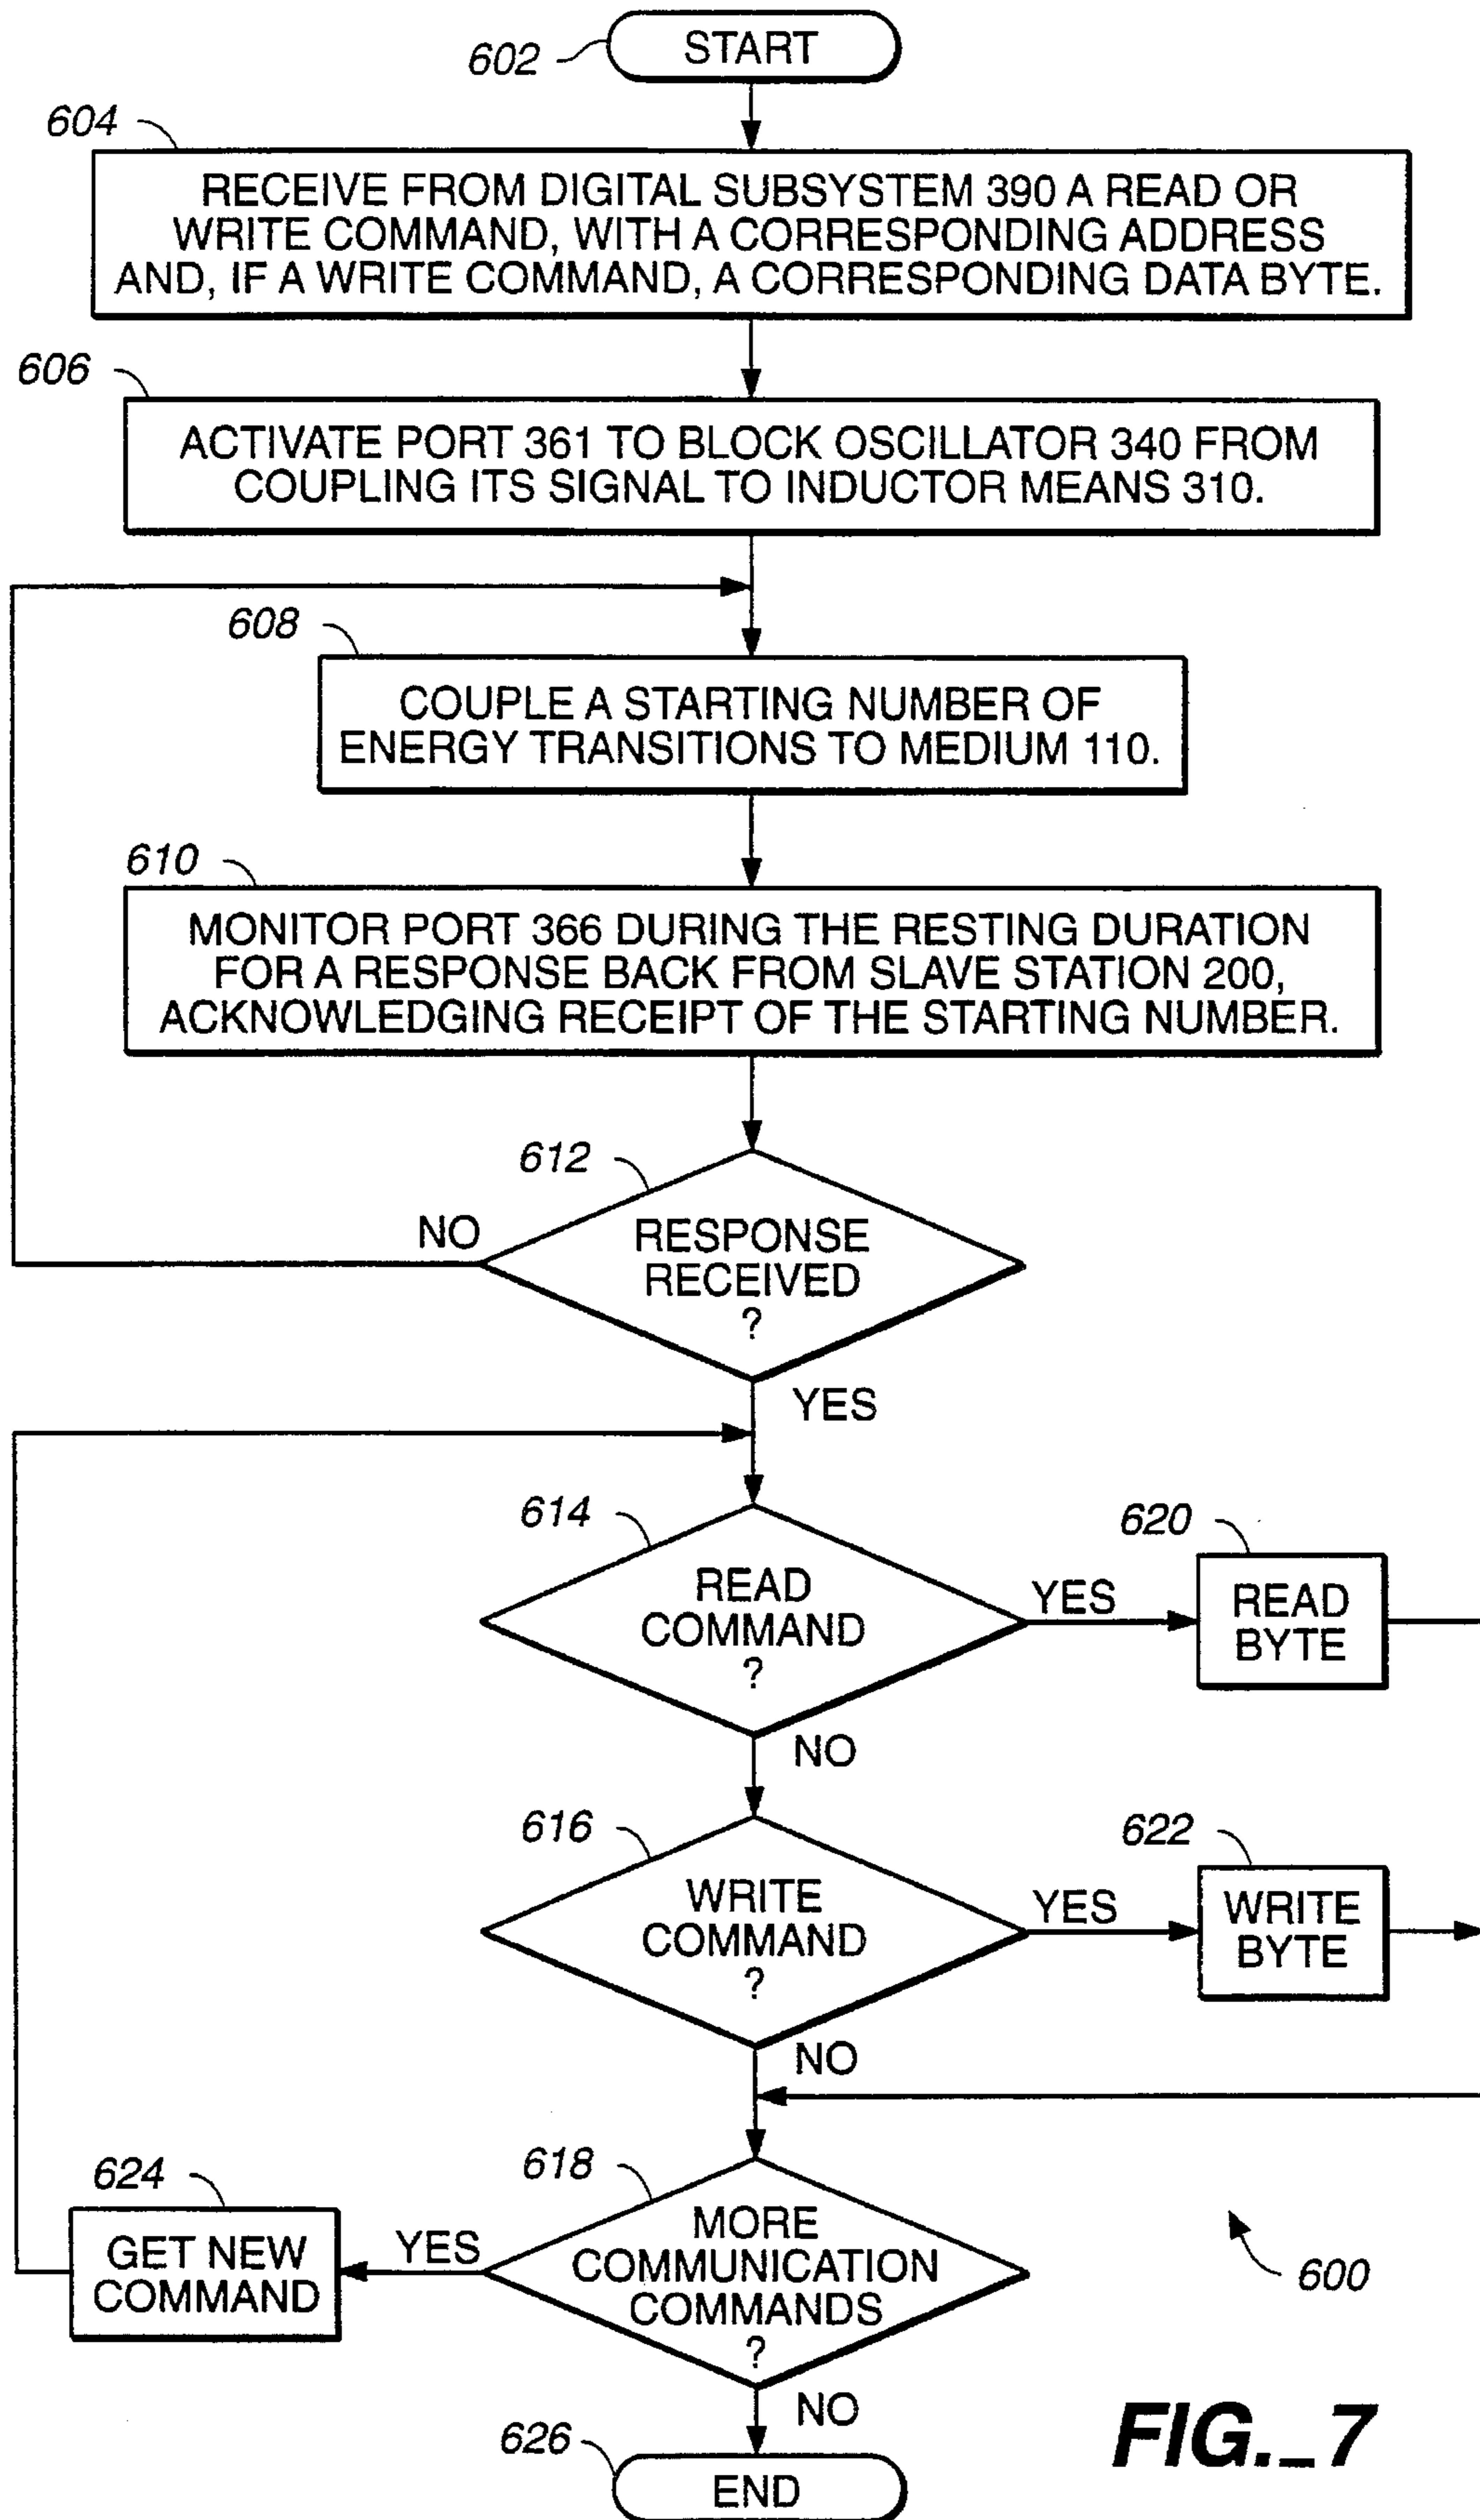 602
START
604
RECEIVE FROM DIGITAL SUBSYSTEM 390 A READ OR
WRITE COMMAND, WITH A CORRESPONDING ADDRESS
AND, IF A WRITE COMMAND, A CORRESPONDING DATA BYTE.
606
ACTIVATE PORT 361 TO BLOCK OSCILLATOR 340 FROM
COUPLING ITS SIGNAL TO INDUCTOR MEANS 310.
608
COUPLE A STARTING NUMBER OF
ENERGY TRANSITIONS TO MEDIUM 110.
610
MONITOR PORT 366 DURING THE RESTING DURATION
FOR A RESPONSE BACK FROM SLAVE STATION 200,
ACKNOWLEDGING RECEIPT OF THE STARTING NUMBER.
612
NO
RESPONSE
RECEIVED
?
YES
614
READ
COMMAND
?
YES
620
READ
BYTE
NO
616
WRITE
COMMAND
?
YES
622
WRITE
BYTE
NO
618
MORE
COMMUNICATION
COMMANDS
?
YES
624
GET NEW
COMMAND
600
NO
626
END
FIG._7